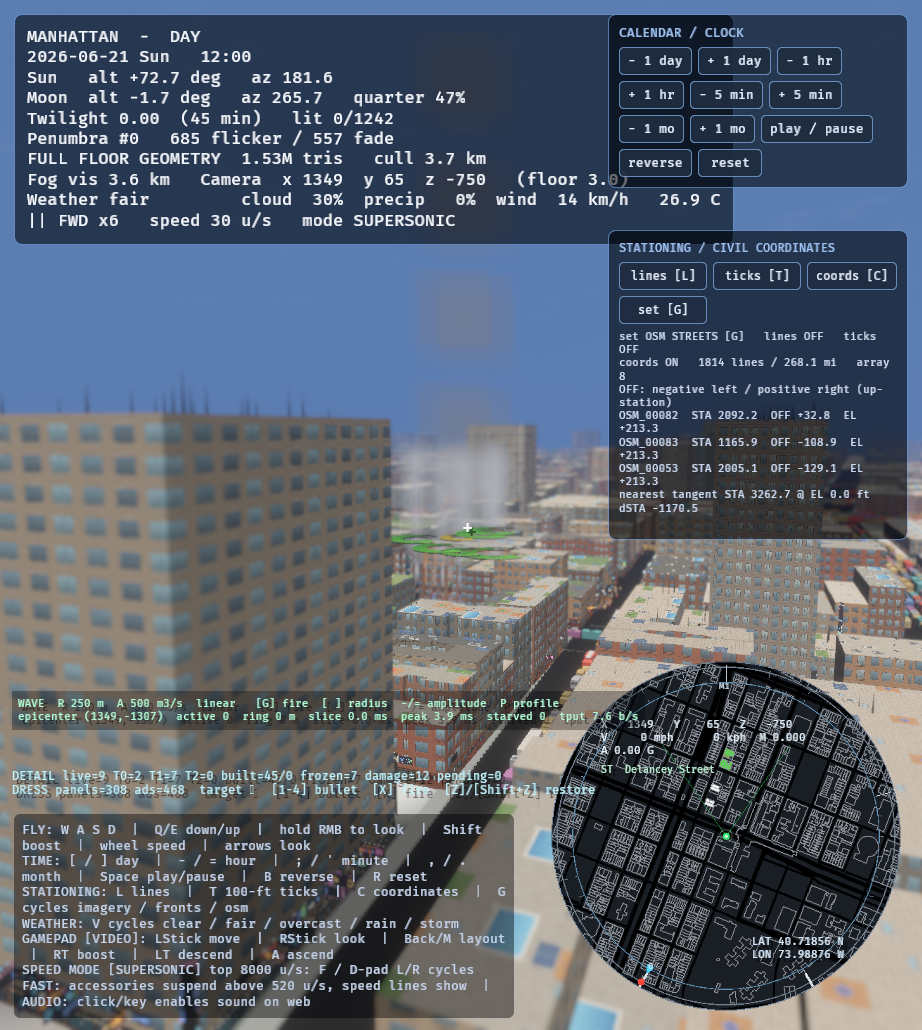 MANHATTAN - DAY
2026-06-21 Sun 12:00
Sun alt +72.7 deg az 181.6
Moon alt -1.7 deg az 265.7 quarter 47%
Twilight 0.00 (45 min) lit 0/1242
Penumbra #0 685 flicker / 557 fade
FULL FLOOR GEOMETRY 1.53M tris cull 3.7 km
Fog vis 3.6 km Camera x 1349 y 65 z -750 (floor 3.0)
Weather fair cloud 30% precip 0% wind 14 km/h 26.9 C
|| FWD x6 speed 30 u/s mode SUPERSONIC
CALENDAR / CLOCK
- 1 day + 1 day - 1 hr
+ 1 hr - 5 min + 5 min
- 1 mo + 1 mo play / pause
reverse reset
STATIONING / CIVIL COORDINATES
lines [L] ticks [T] coords [C]
set [G]
set OSM STREETS [G] lines OFF ticks
OFF
coords ON 1814 lines / 268.1 mi array
8
OFF: negative left / positive right (up-
station)
OSM_00082 STA 2092.2 OFF +32.8 EL
+213.3
OSM_00083 STA 1165.9 OFF -108.9 EL
+213.3
OSM_00053 STA 2005.1 OFF -129.1 EL
+213.3
nearest tangent STA 3262.7 @ EL 0.0 ft
dSTA -1170.5
WAVE R 250 m A 500 m3/s linear [G] fire [ ] radius -/= amplitude P profile
epicenter (1349,-1307) active 0 ring 0 m slice 0.0 ms peak 3.9 ms starved 0 tput 7.6 b/s
DETAIL live=9 T0=2 T1=7 T2=0 built=45/0 frozen=7 damage=12 pending=0
DRESS panels=308 ads=468 target [1-4] bullet [X] fire [Z]/[Shift+Z] restore
FLY: W A S D | Q/E down/up | hold RMB to look | Shift
boost | wheel speed | arrows look
TIME: [ / ] day | - / = hour | ; / ' minute | , / .
month | Space play/pause | B reverse | R reset
STATIONING: L lines | T 100-ft ticks | C coordinates | G
cycles imagery / fronts / osm
WEATHER: V cycles clear / fair / overcast / rain / storm
GAMEPAD [VIDEO]: LStick move | RStick look | Back/M layout
| RT boost | LT descend | A ascend
SPEED MODE [SUPERSONIC] top 8000 u/s: F / D-pad L/R cycles
FAST: accessories suspend above 520 u/s, speed lines show |
AUDIO: click/key enables sound on web
X 1349 Y 65 Z -750
V 0 mph 0 kph M 0.000
A 0.00 G
ST Delancey Street
LAT 40.71856 N
LON 73.98876 W